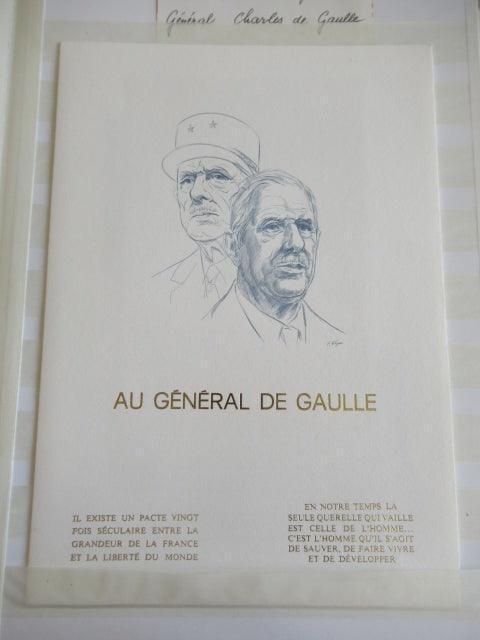 Général Charles de Gaulle
AU GÉNÉRAL DE GAULLE
IL EXISTE UN PACTE VINGT
FOIS SÉCULAIRE ENTRE LA
GRANDEUR DE LA FRANCE
ET LA LIBERTÉ DU MONDE
EN NOTRE TEMPS LA
SEULE QUERELLE QUI VAILLE
EST CELLE DE L'HOMME...
C'EST L'HOMME QU'IL S'AGIT
DE SAUVER, DE FAIRE VIVRE
ET DE DÉVELOPPER